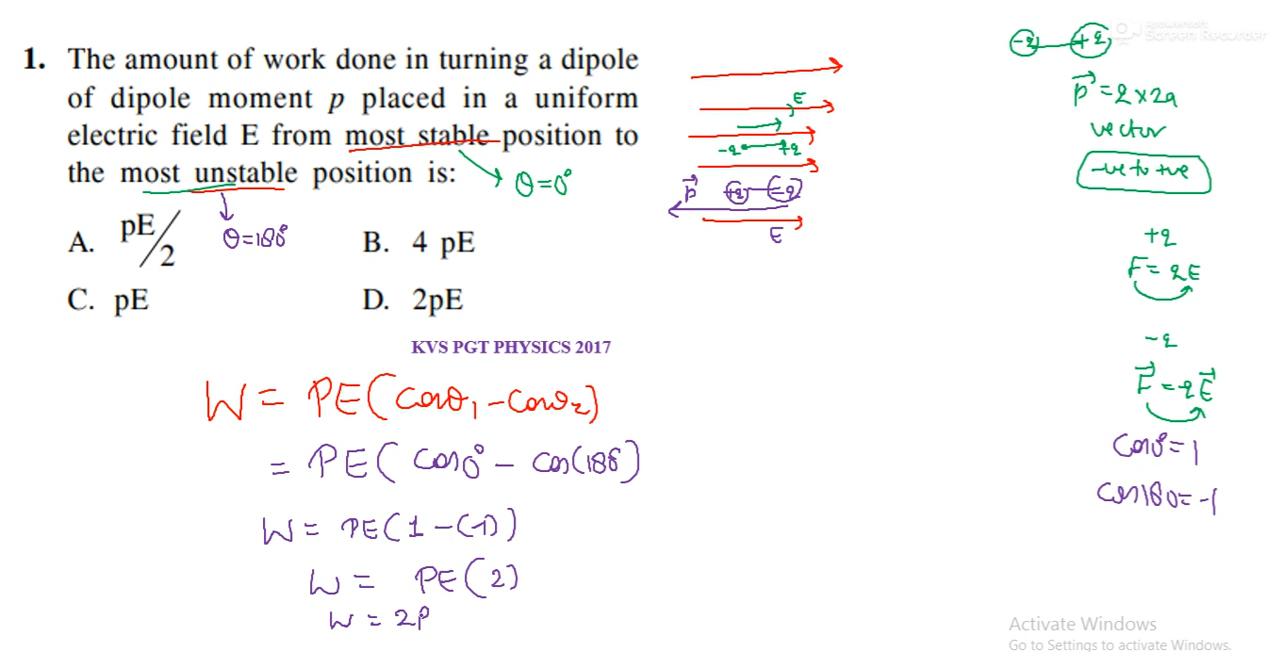 1. The amount of work done in turning a dipole
of dipole moment p placed in a uniform
electric field E from most stable position to
the most unstable position is:
θ=0°
θ=180°
A. pE/2
B. 4 pE
C. pE
D. 2pE
KVS PGT PHYSICS 2017
W = PE(cosθ₁ - cosθ₂)
= PE( cos0° - cos(180)
W = PE(1-(-1))
W = PE(2)
W = 2P
E
-q +q
p⃗ +q -q
E
-q +q
p⃗ = q×2a
vector
-ve to +ve
+q
F = qE
-q
F⃗ = -qE⃗
cos0° = 1
cos180 = -1
Screen Recorder
Activate Windows
Go to Settings to activate Windows.